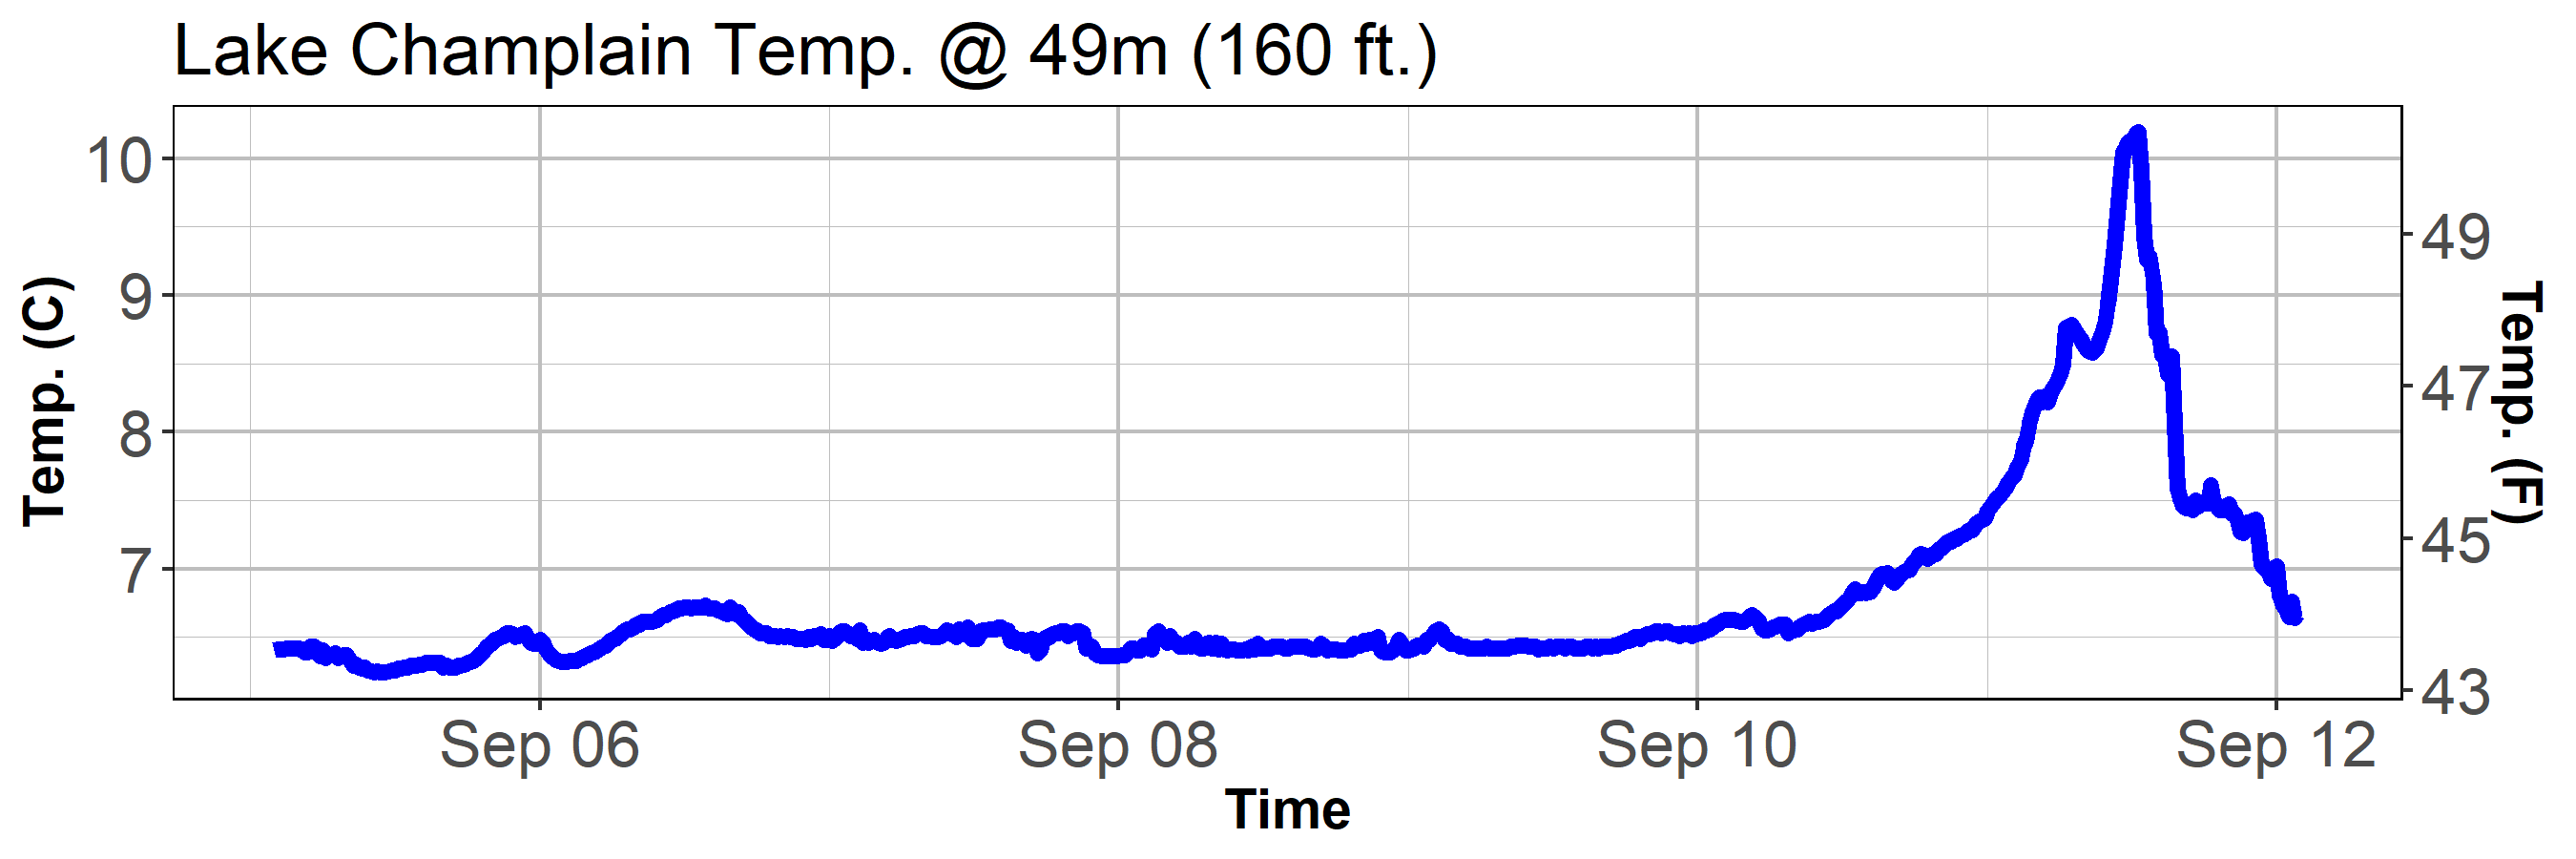 Lake Champlain Temp. @ 49m (160 ft.)
Temp. (C)
10
9
8
7
49
47
45
43
Temp. (F)
Sep 06 Sep 08 Sep 10 Sep 12
Time